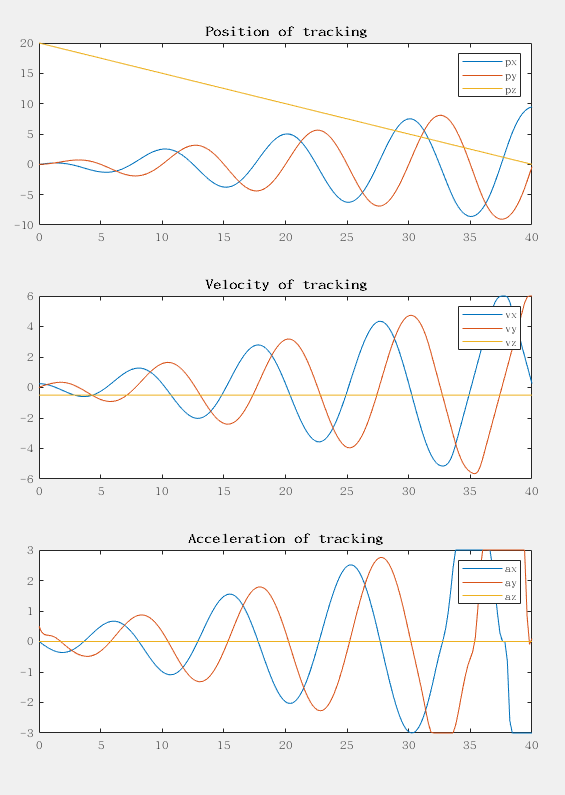 Position of tracking
20
15
10
5
0
-5
-10
px
py
pz
0 5 10 15 20 25 30 35 40
Velocity of tracking
6
4
2
0
-2
-4
-6
vx
vy
vz
0 5 10 15 20 25 30 35 40
Acceleration of tracking
3
2
1
0
-1
-2
-3
ax
ay
az
0 5 10 15 20 25 30 35 40